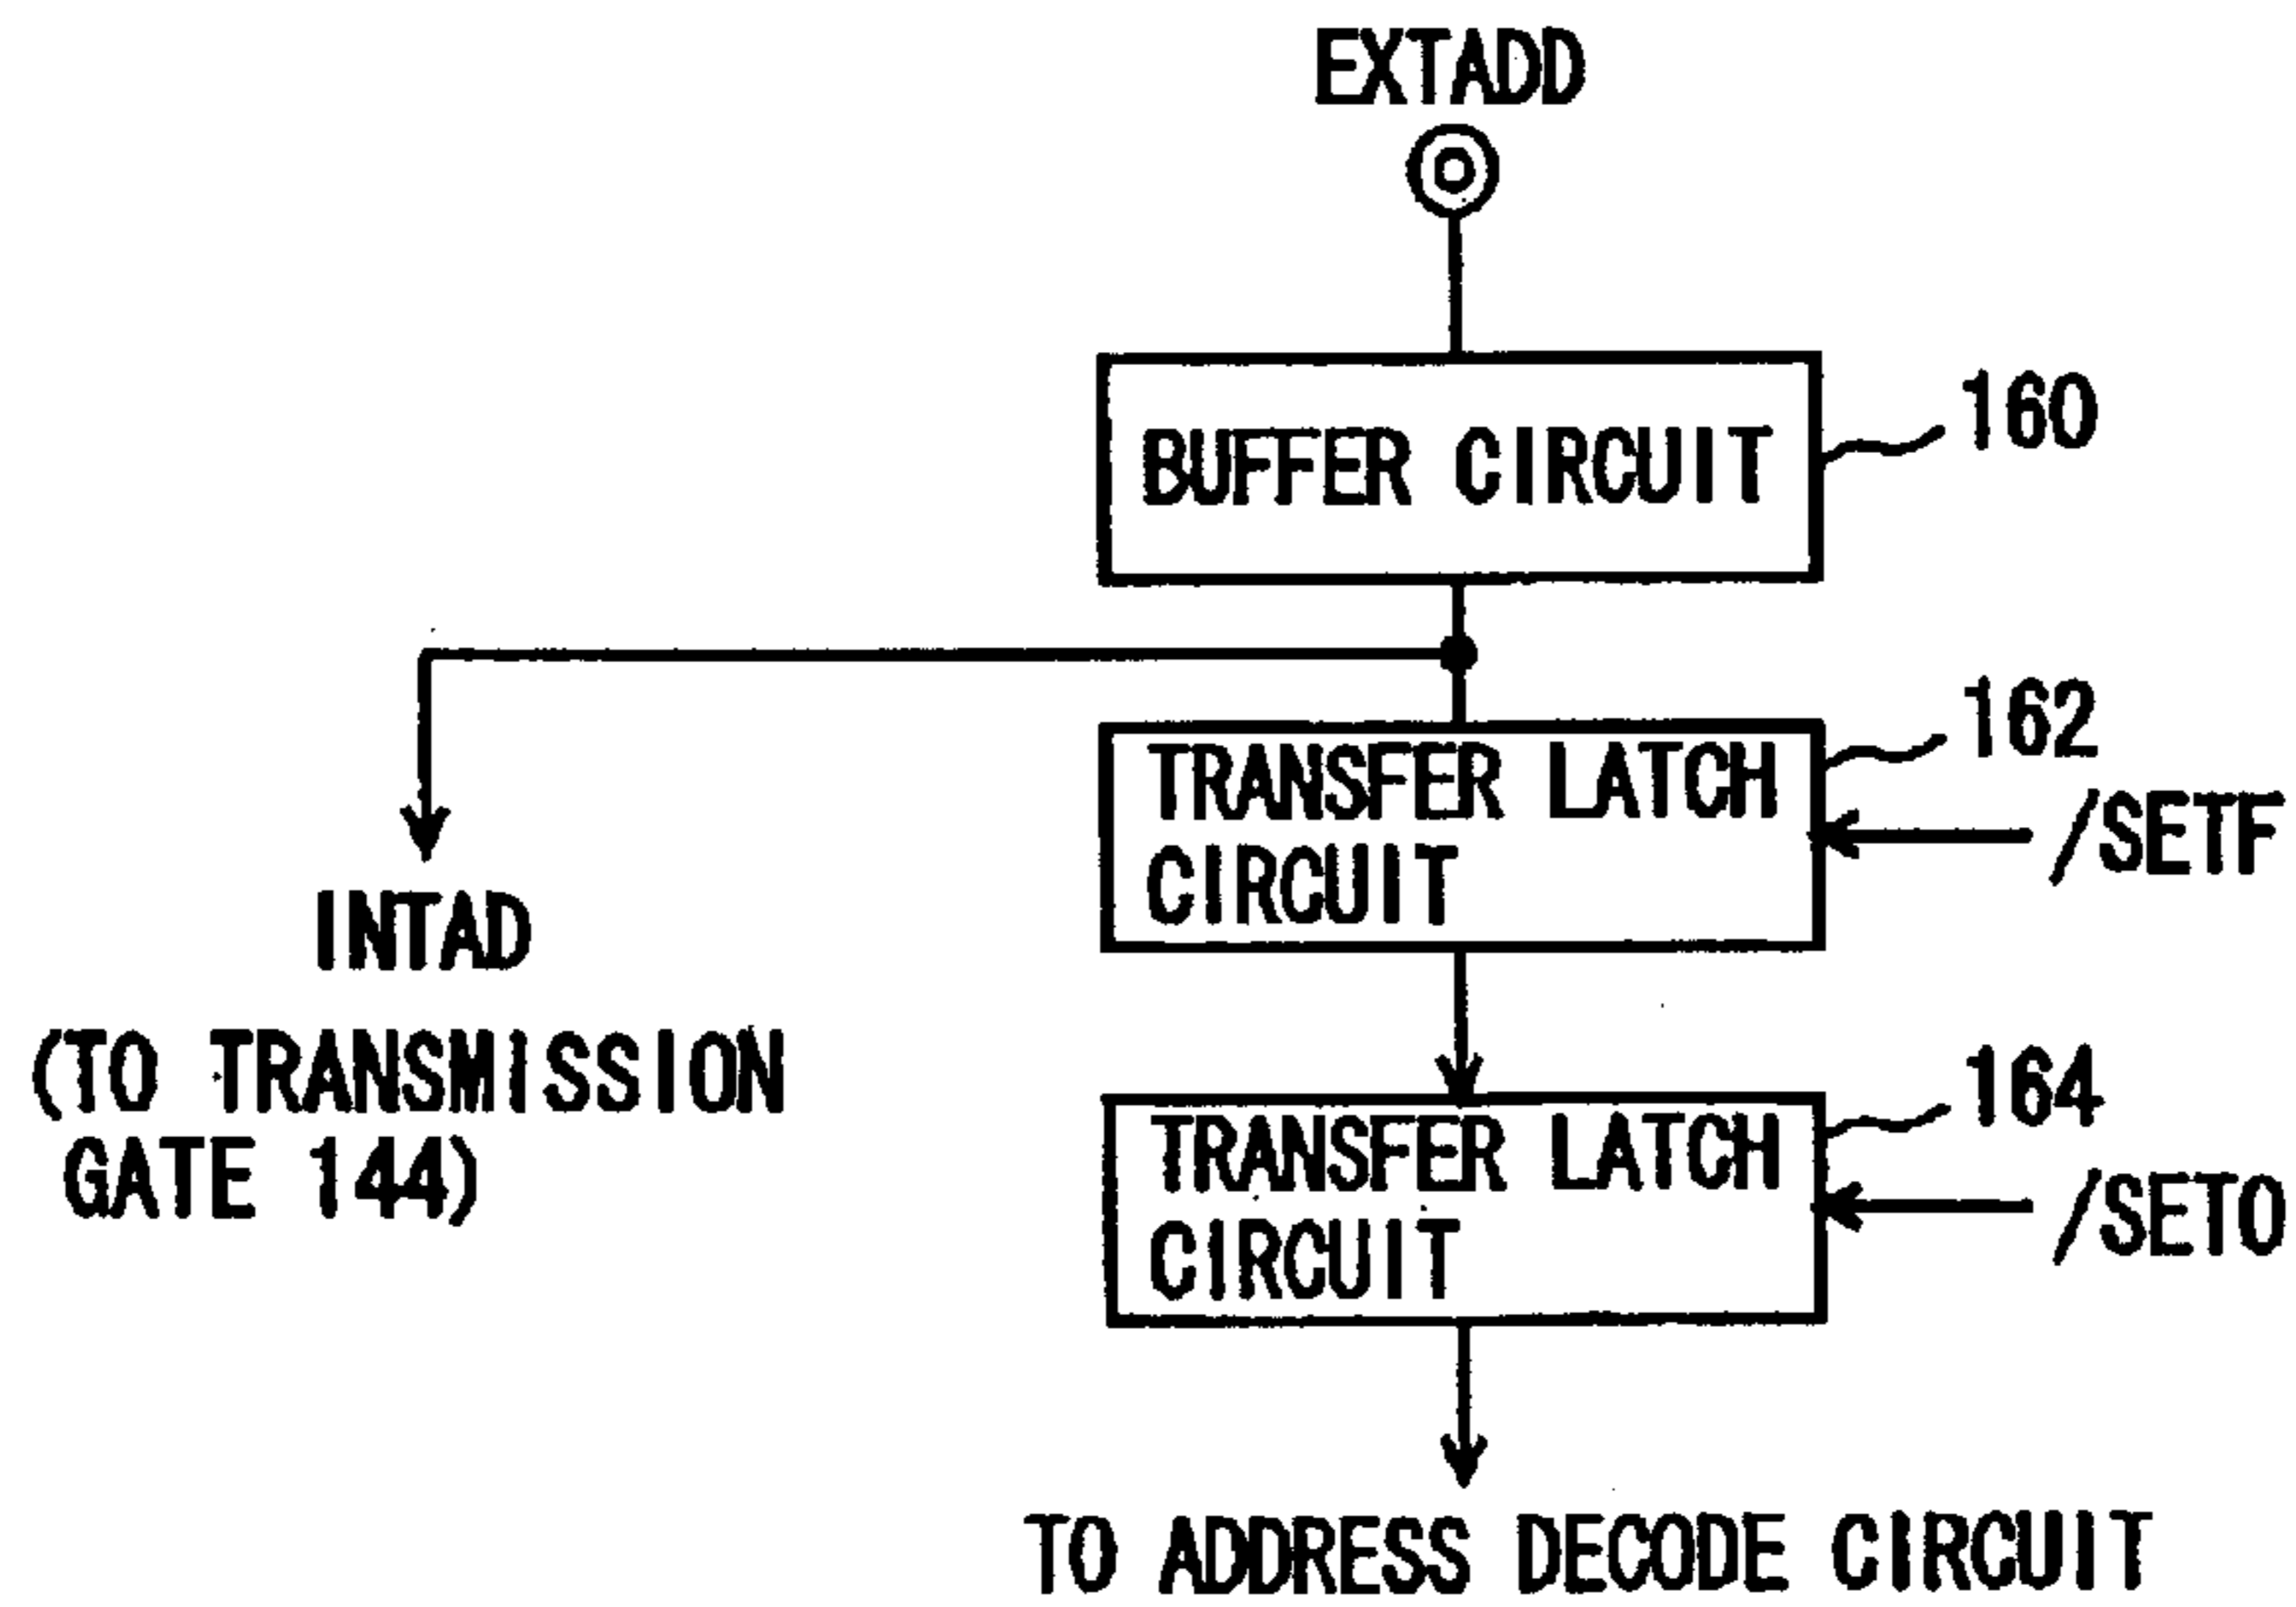 EXTADD
BUFFER CIRCUIT
160
TRANSFER LATCH
CIRCUIT
162
/SETF
INTAD
(TO TRANSMISSION
GATE 144)
TRANSFER LATCH
CIRCUIT
164
/SETO
TO ADDRESS DECODE CIRCUIT